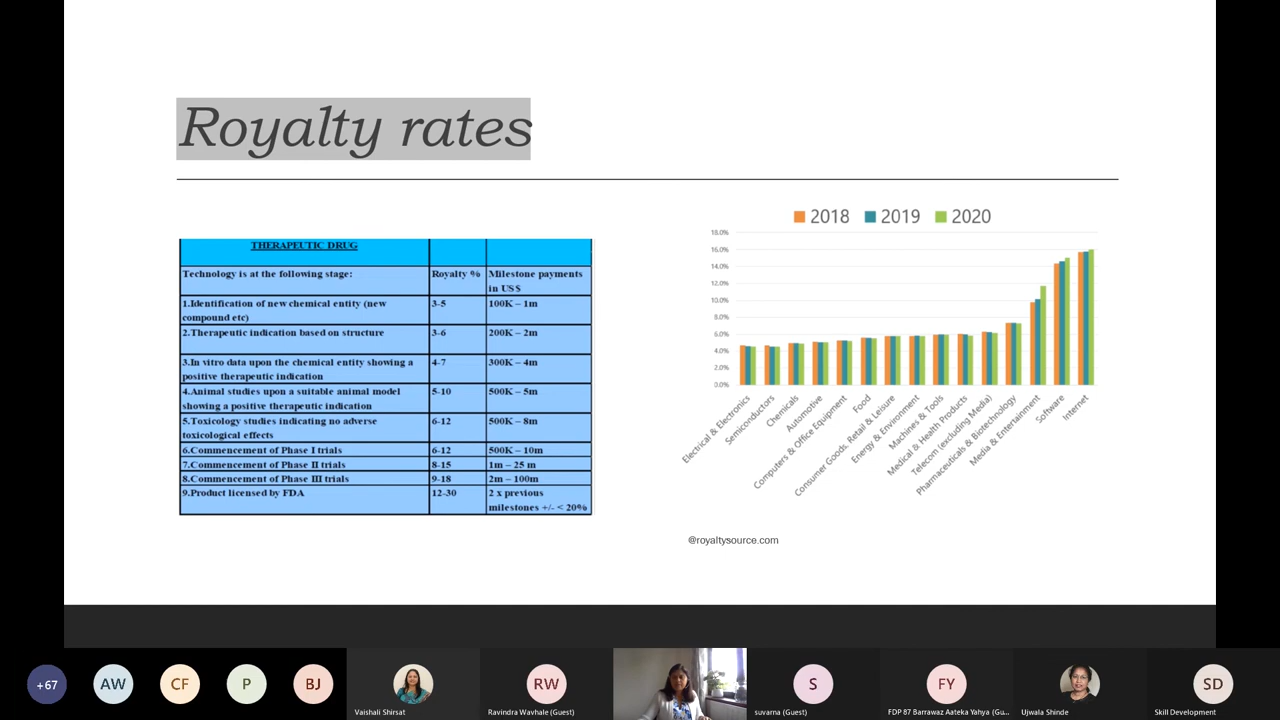 Royalty rates
THERAPEUTIC DRUG
Technology is at the following stage:
Royalty %
Milestone payments
in US$
1.Identification of new chemical entity (new
compound etc)
3-5
100K – 1m
2.Therapeutic indication based on structure
3-6
200K – 2m
3.In vitro data upon the chemical entity showing a
positive therapeutic indication
4-7
300K – 4m
4.Animal studies upon a suitable animal model
showing a positive therapeutic indication
5-10
500K – 5m
5.Toxicology studies indicating no adverse
toxicological effects
6-12
500K – 8m
6.Commencement of Phase I trials
6-12
500K – 10m
7.Commencement of Phase II trials
8-15
1m – 25 m
8.Commencement of Phase III trials
9-18
2m – 100m
9.Product licensed by FDA
12-30
2 x previous
milestones +/- < 20%
2018 2019 2020
18.0%
16.0%
14.0%
12.0%
10.0%
8.0%
6.0%
4.0%
2.0%
0.0%
Electrical & Electronics
Semiconductors
Chemicals
Automotive
Computers & Office Equipment
Food
Consumer Goods, Retail & Leisure
Energy & Environment
Machines & Tools
Medical & Health Products
Telecom (excluding Media)
Pharmaceuticals & Biotechnology
Media & Entertainment
Software
Internet
@royaltysource.com
+67
AW
CF
P
BJ
Vaishali Shirsat
RW
Ravindra Wavhale (Guest)
S
suvarna (Guest)
FY
FDP 87 Barrawaz Aateka Yahya (Gu...
Ujwala Shinde
SD
Skill Development